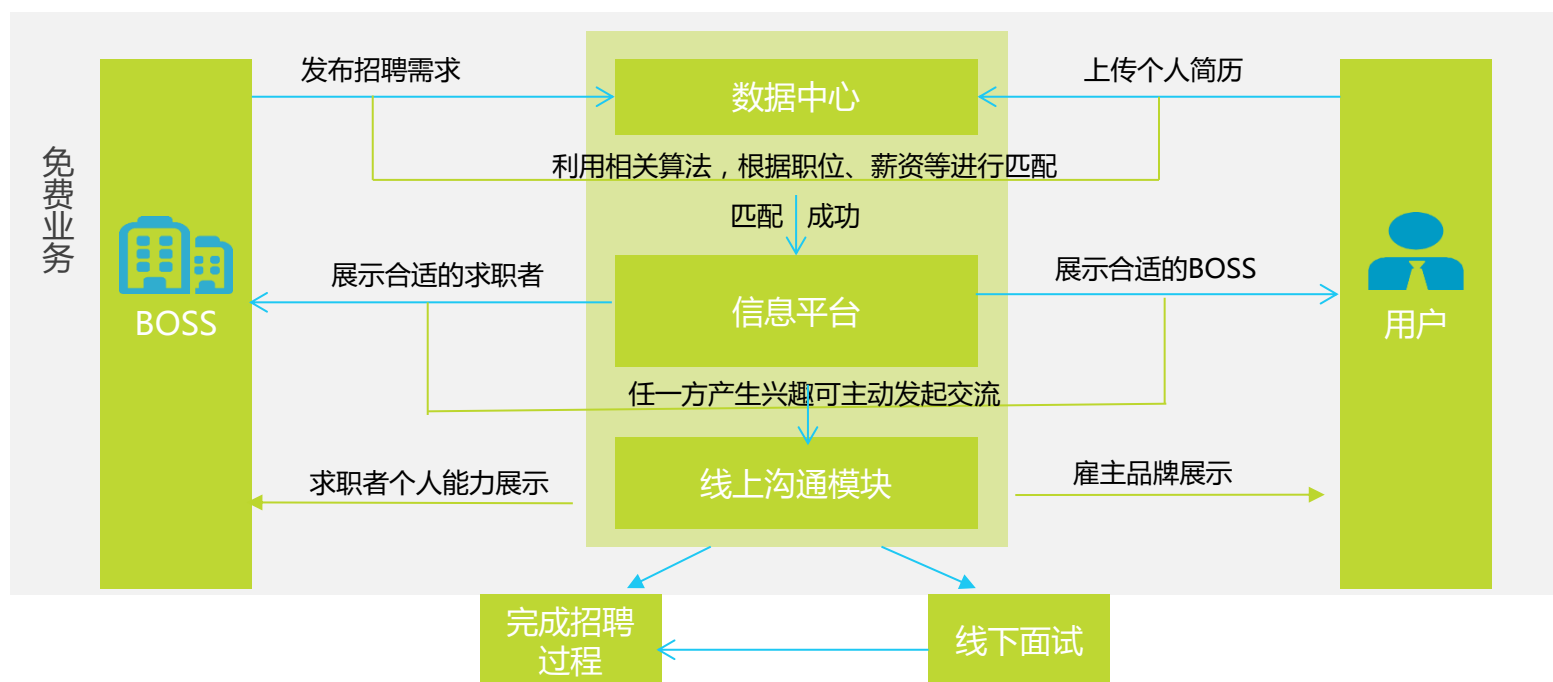 发布招聘需求
上传个人简历
数据中心
利用相关算法，根据职位、薪资等进行匹配
免费业务
匹配 成功
展示合适的求职者
展示合适的BOSS
信息平台
BOSS
用户
任一方产生兴趣可主动发起交流
求职者个人能力展示
线上沟通模块
雇主品牌展示
完成招聘
过程
线下面试